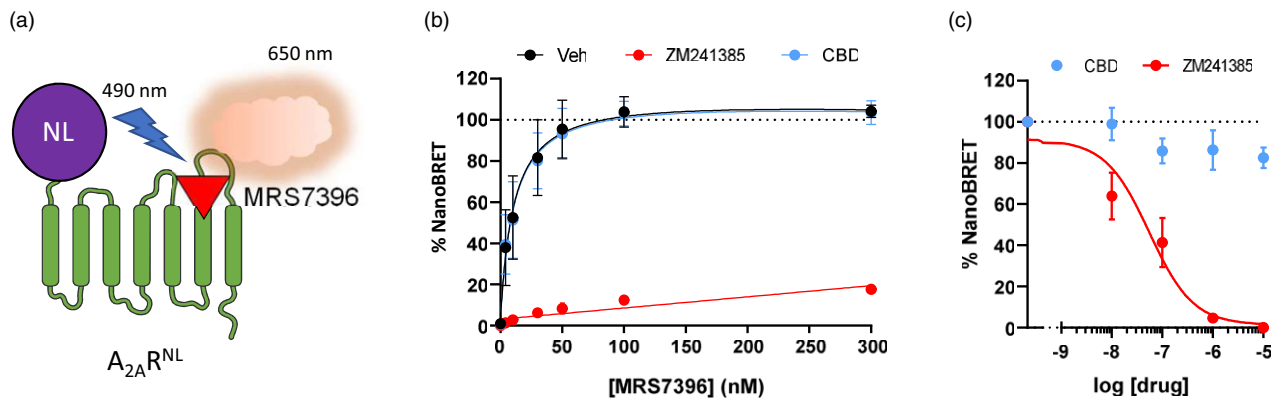 (a)
650 nm
490 nm
NL
MRS7396
A2AR^NL
(b)
Veh
ZM241385
CBD
120
100
80
60
40
20
0
% NanoBRET
0
50
100
150
200
250
300
[MRS7396] (nM)
(c)
CBD
ZM241385
120
100
80
60
40
20
0
% NanoBRET
-9
-8
-7
-6
-5
log [drug]